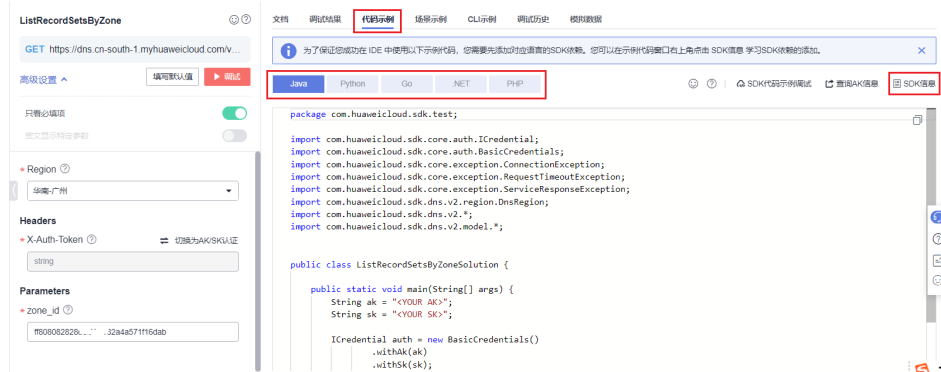 ListRecordSetsByZone
GET https://dns.cn-south-1.myhuaweicloud.com/v...
高级设置
填写默认值
调试
只看必填项
密文显示特定参数
* Region
华南-广州
Headers
* X-Auth-Token
切换为AK/SK认证
string
Parameters
* zone_id
文档 调试结果 代码示例 场景示例 CLI示例 调试历史 模拟数据
为了保证您成功在 IDE 中使用以下示例代码，您需要先添加对应语言的SDK依赖。您可以在示例代码窗口右上角点击 SDK信息 学习SDK依赖的添加。
Java Python Go .NET PHP
SDK代码示例调试 查询AK信息 SDK信息
package com.huaweicloud.sdk.test;
import com.huaweicloud.sdk.core.auth.ICredential;
import com.huaweicloud.sdk.core.auth.BasicCredentials;
import com.huaweicloud.sdk.core.exception.ConnectionException;
import com.huaweicloud.sdk.core.exception.RequestTimeoutException;
import com.huaweicloud.sdk.core.exception.ServiceResponseException;
import com.huaweicloud.sdk.dns.v2.region.DnsRegion;
import com.huaweicloud.sdk.dns.v2.*;
import com.huaweicloud.sdk.dns.v2.model.*;
public class ListRecordSetsByZoneSolution {
public static void main(String[] args) {
String ak = "<YOUR AK>";
String sk = "<YOUR SK>";
ICredential auth = new BasicCredentials()
.withAk(ak)
.withSk(sk);